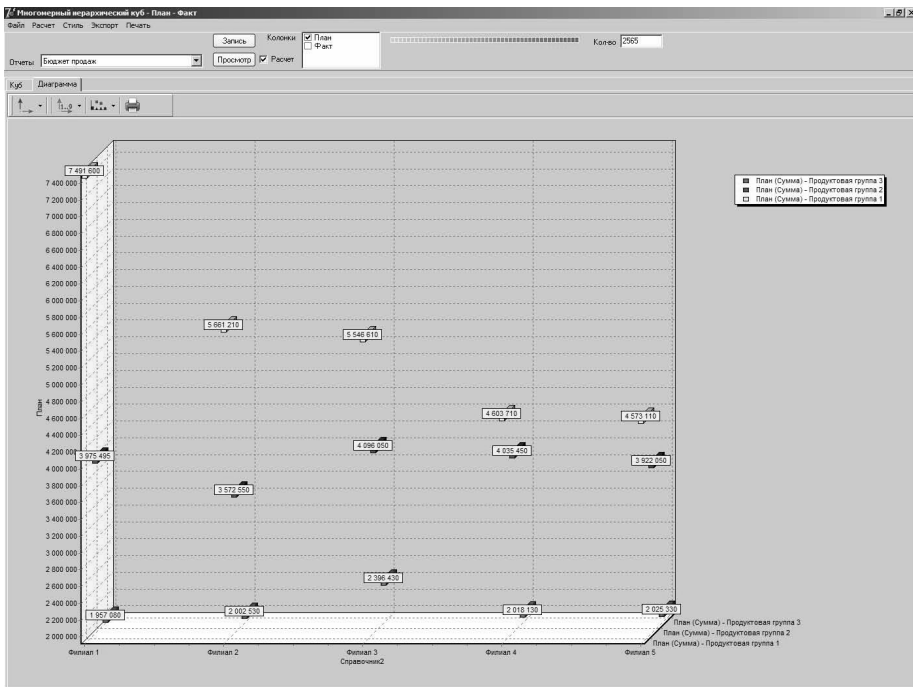 Многомерный иерархический куб - План - Факт
Файл Расчет Стиль Экспорт Печать
Запись Колонки План Кол-во 2565
Факт
Отчеты Бюджет продаж Просмотр Расчет
Куб Диаграмма
7 491 600
7 400 000
7 200 000
7 000 000
6 800 000
6 600 000
6 400 000
6 200 000
6 000 000
5 800 000
5 600 000
5 400 000
5 200 000
5 000 000
4 800 000
4 600 000
4 400 000
4 200 000
4 000 000
3 800 000
3 600 000
3 400 000
3 200 000
3 000 000
2 800 000
2 600 000
2 400 000
2 200 000
2 000 000
План
5 661 210
5 546 610
4 603 710
4 573 110
3 975 495
3 572 550
4 096 050
4 035 450
3 922 050
1 957 080
2 002 530
2 396 430
2 018 130
2 025 330
План (Сумма) - Продуктовая группа 3
План (Сумма) - Продуктовая группа 2
План (Сумма) - Продуктовая группа 1
План (Сумма) - Продуктовая группа 3
План (Сумма) - Продуктовая группа 2
План (Сумма) - Продуктовая группа 1
Филиал 1 Филиал 2 Филиал 3 Филиал 4 Филиал 5
Справочник2